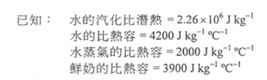 已知： 水的汽化比潛熱 = 2.26×10⁶ J kg⁻¹
水的比熱容 = 4200 J kg⁻¹ °C⁻¹
水蒸氣的比熱容 = 2000 J kg⁻¹ °C⁻¹
鮮奶的比熱容 = 3900 J kg⁻¹ °C⁻¹